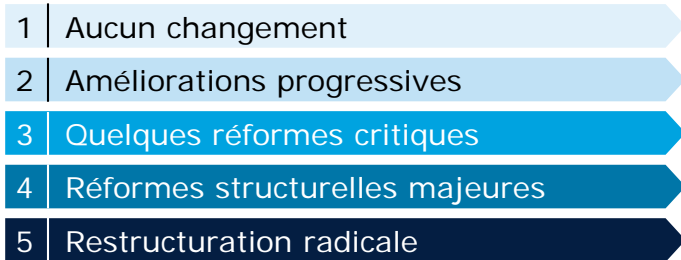 1 Aucun changement
2 Améliorations progressives
3 Quelques réformes critiques
4 Réformes structurelles majeures
5 Restructuration radicale